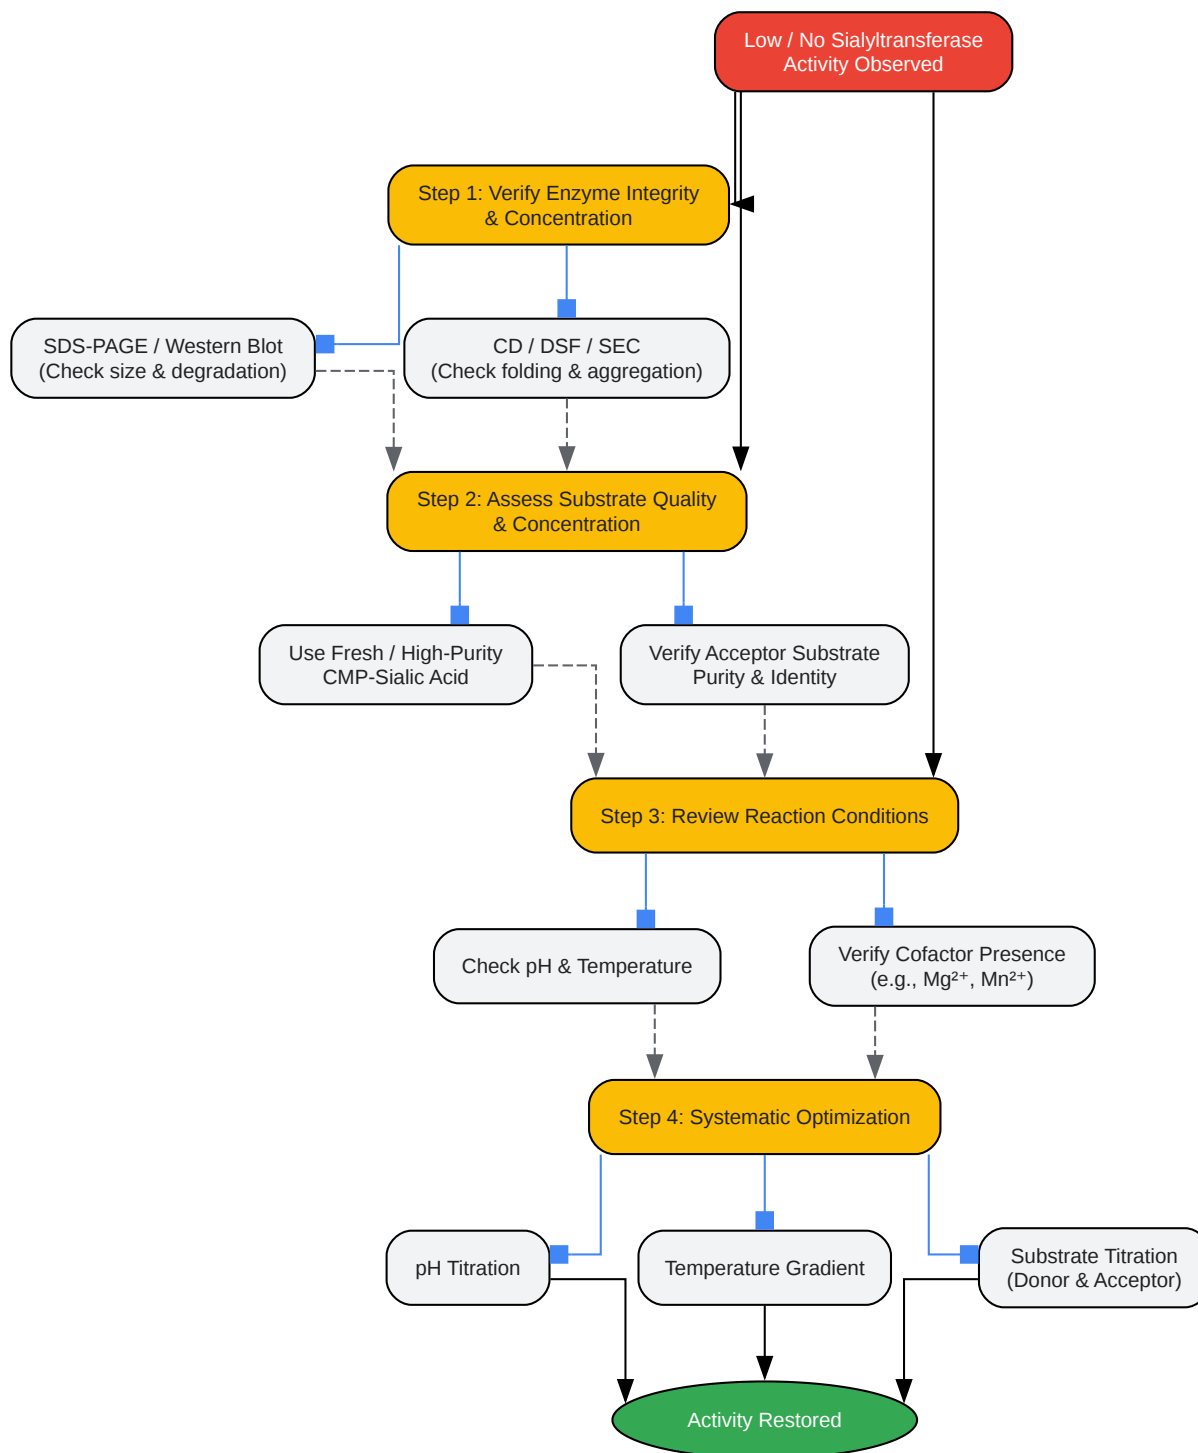 Low / No Sialyltransferase
Activity Observed
Step 1: Verify Enzyme Integrity
& Concentration
SDS-PAGE / Western Blot
(Check size & degradation)
CD / DSF / SEC
(Check folding & aggregation)
Step 2: Assess Substrate Quality
& Concentration
Use Fresh / High-Purity
CMP-Sialic Acid
Verify Acceptor Substrate
Purity & Identity
Step 3: Review Reaction Conditions
Check pH & Temperature
Verify Cofactor Presence
(e.g., Mg²⁺, Mn²⁺)
Step 4: Systematic Optimization
pH Titration
Temperature Gradient
Substrate Titration
(Donor & Acceptor)
Activity Restored